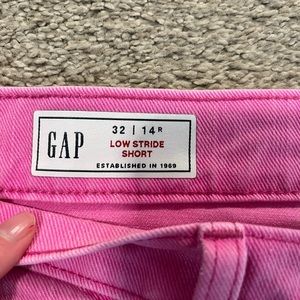 GAP
32 | 14R
LOW STRIDE
SHORT
ESTABLISHED IN 1969